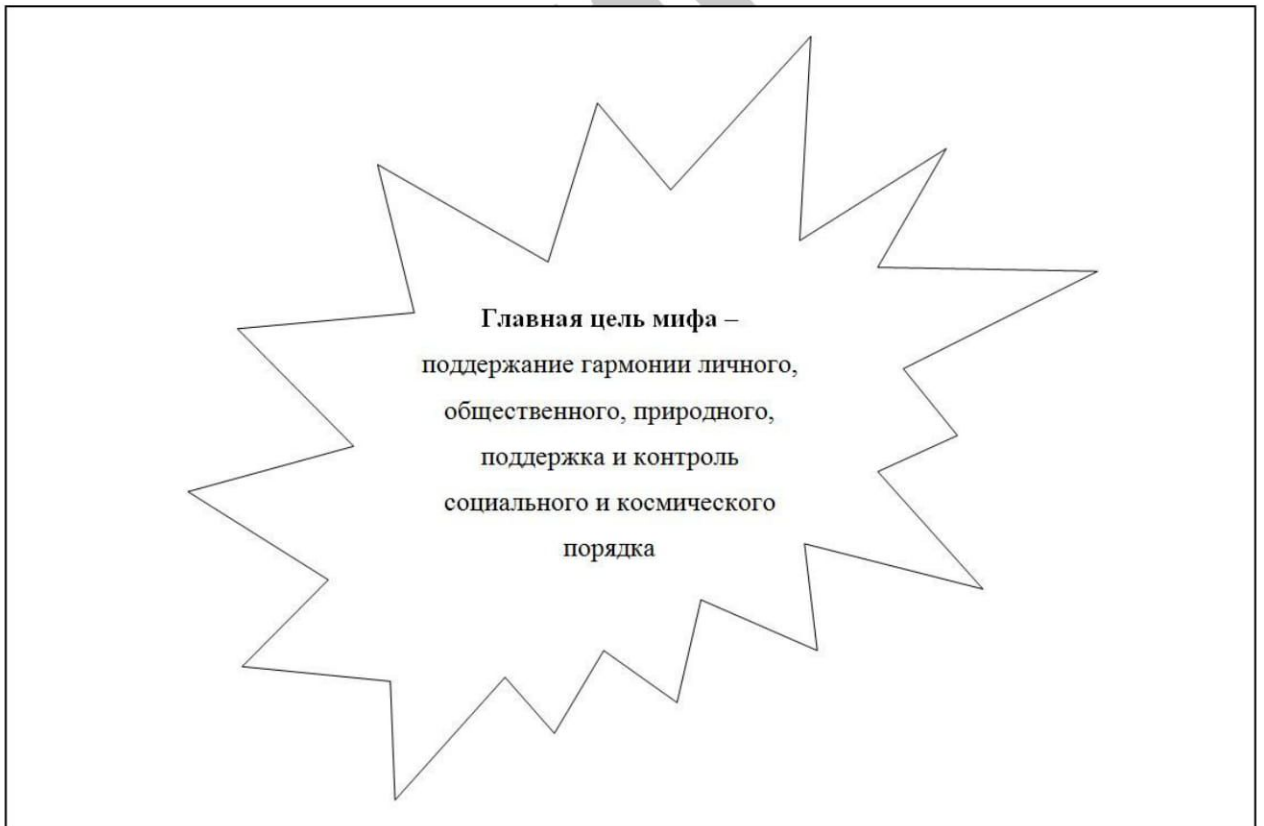 Главная цель мифа –
поддержание гармонии личного,
общественного, природного,
поддержка и контроль
социального и космического
порядка